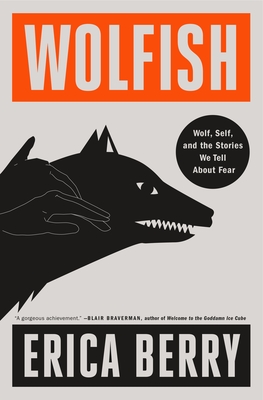 WOLFISH
Wolf, Self,
and the Stories
We Tell
About Fear
"A gorgeous achievement." —BLAIR BRAVERMAN, author of Welcome to the Goddamn Ice Cube
ERICA BERRY